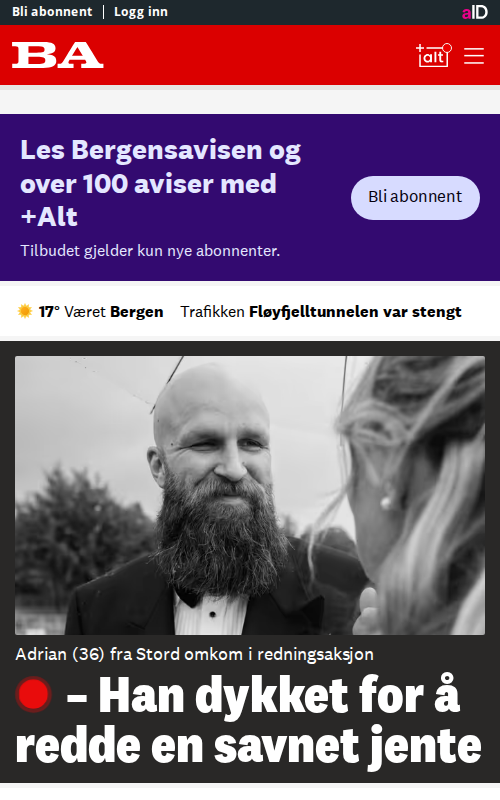 Bli abonnent | Logg inn
aID
BA
+alt
Les Bergensavisen og
over 100 aviser med
+Alt
Tilbudet gjelder kun nye abonnenter.
Bli abonnent
17° Været Bergen Trafikken Fløyfjelltunnelen var stengt
Adrian (36) fra Stord omkom i redningsaksjon
– Han dykket for å
redde en savnet jente